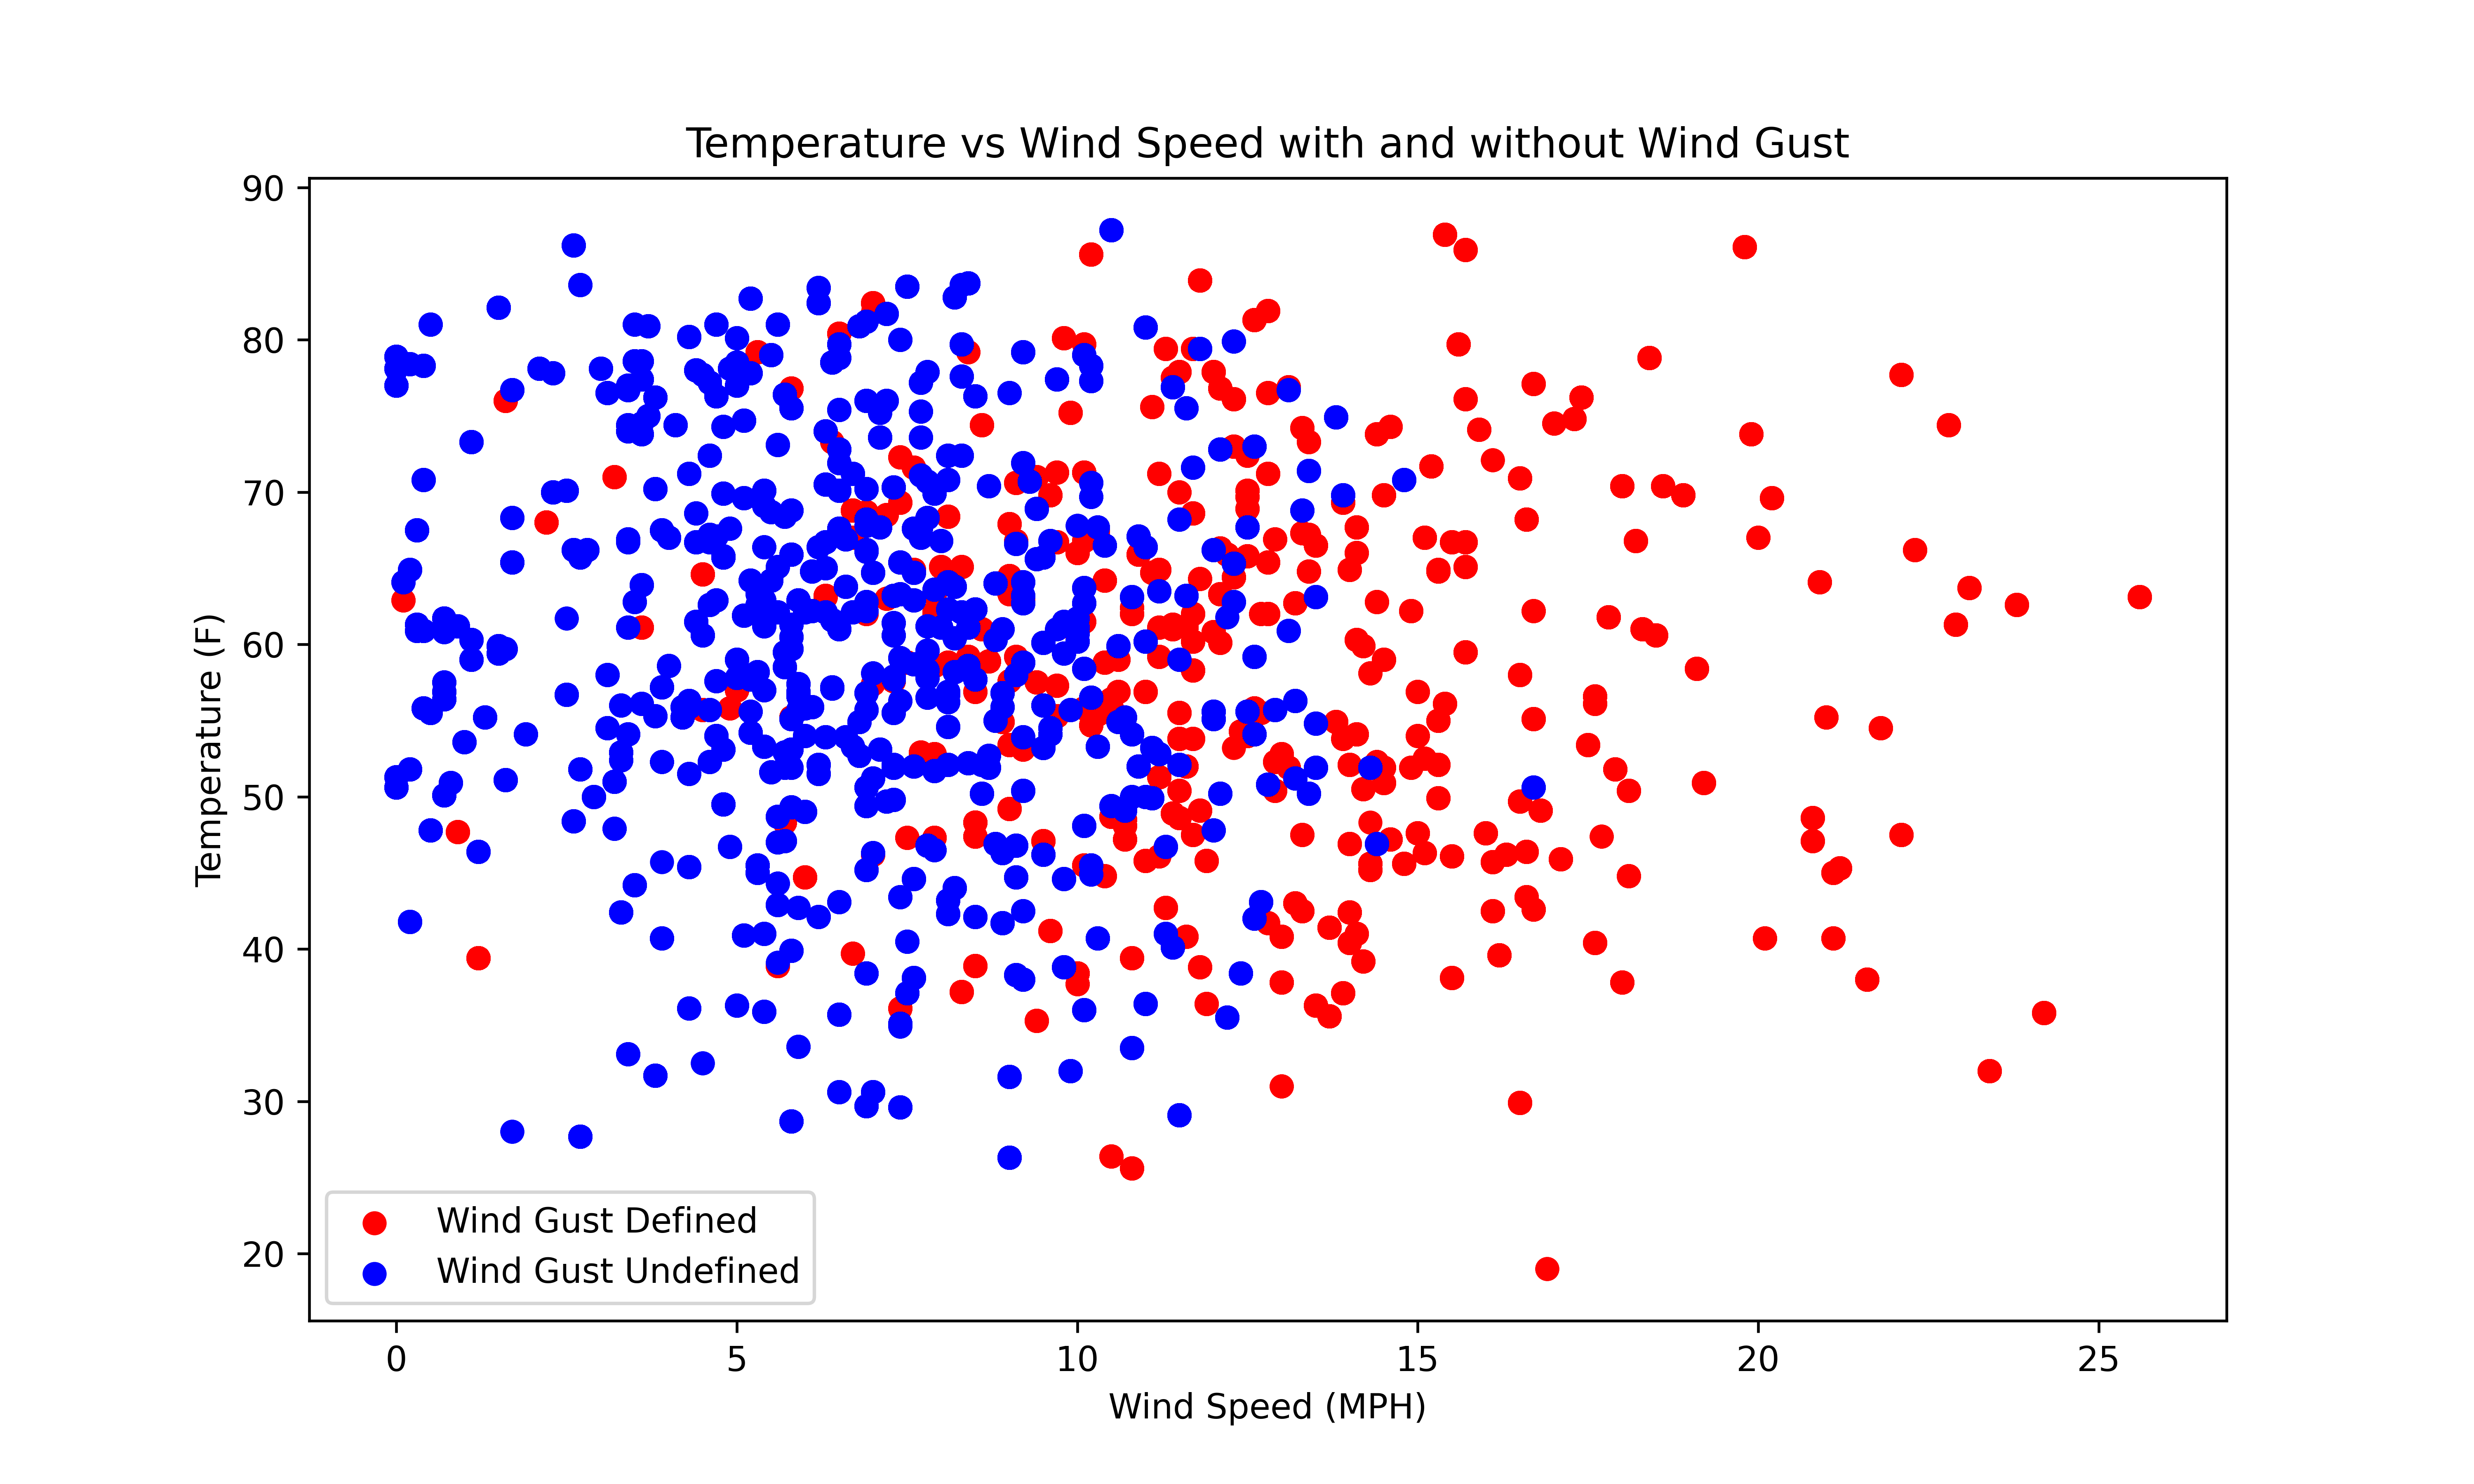 Temperature vs Wind Speed with and without Wind Gust
90
80
70
60
50
40
30
20
Temperature (F)
Wind Gust Defined
Wind Gust Undefined
0 5 10 15 20 25
Wind Speed (MPH)